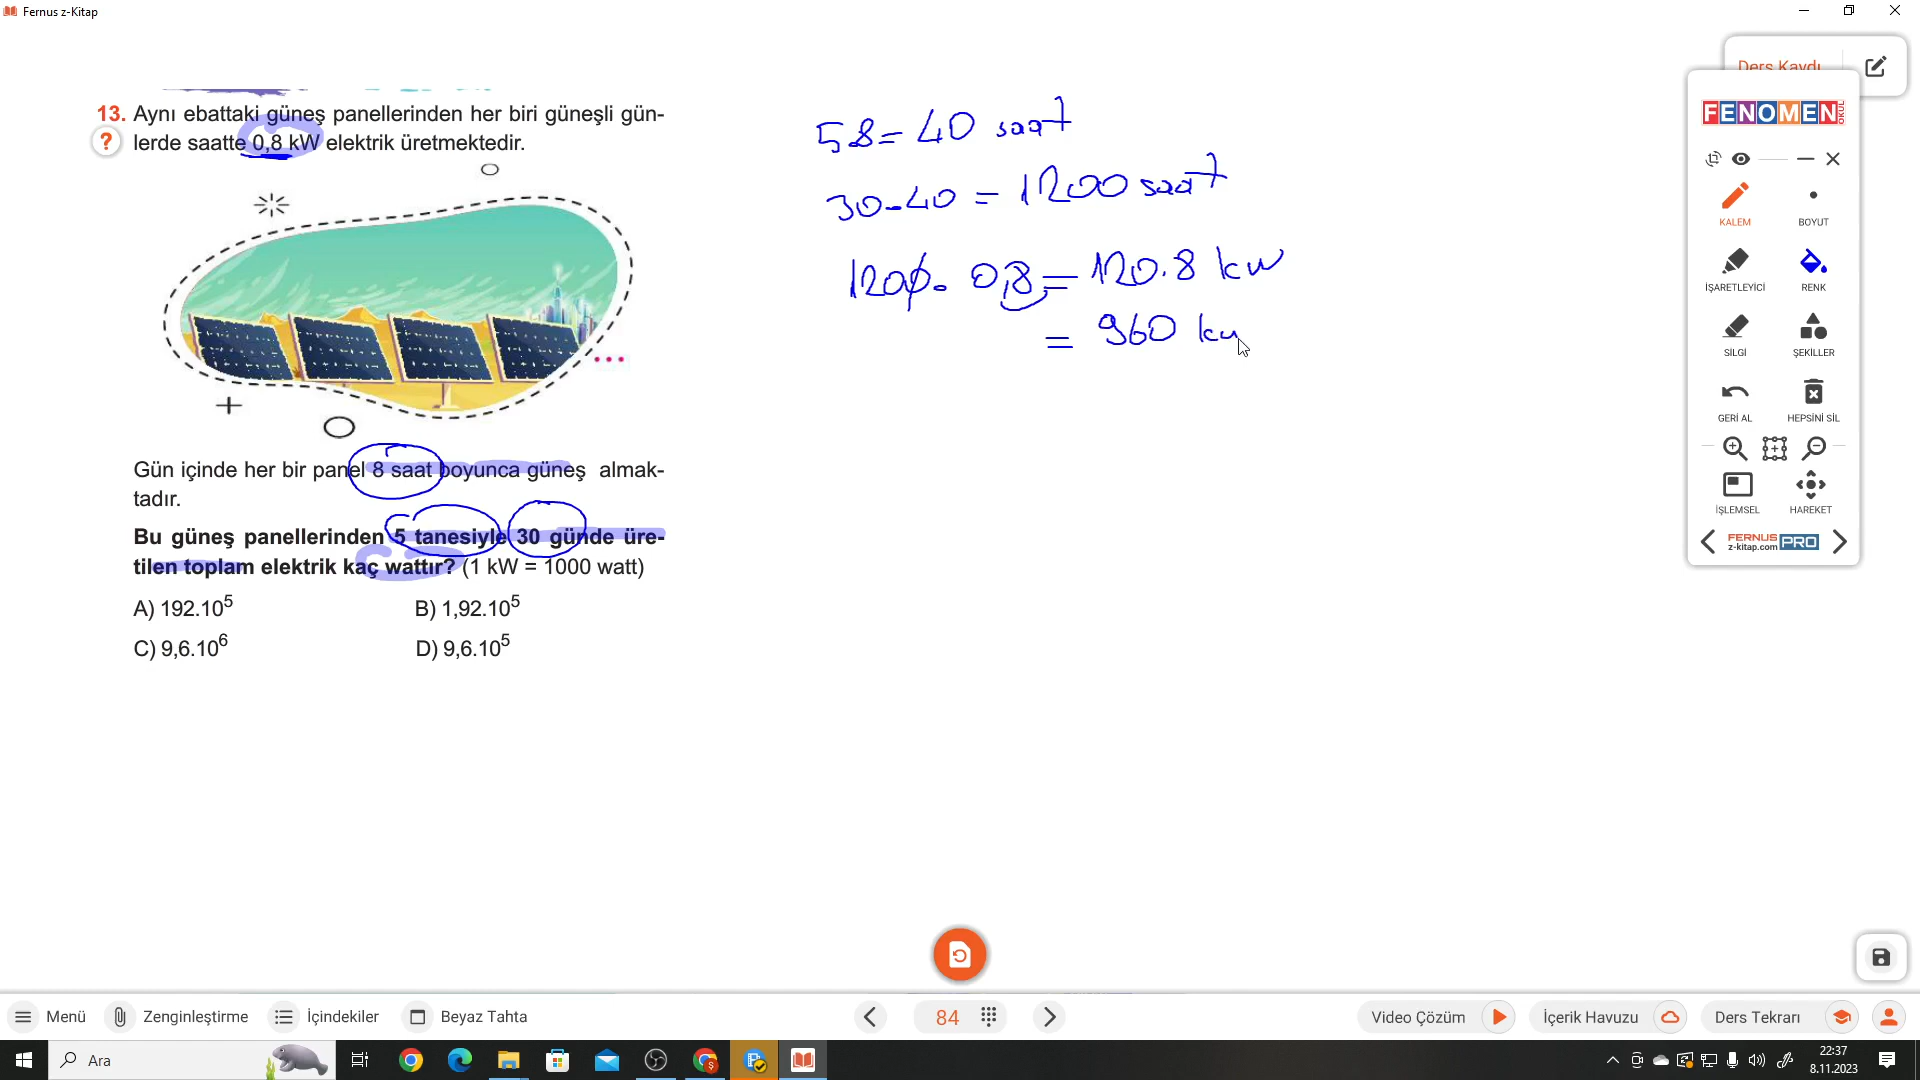 Fernus z-Kitap
Ders Kaydı
FENOMEN OKUL
13. Aynı ebattaki güneş panellerinden her biri güneşli gün-
? lerde saatte 0,8 kW elektrik üretmektedir.
Gün içinde her bir panel 8 saat boyunca güneş almak-
tadır.
Bu güneş panellerinden 5 tanesiyle 30 günde üre-
tilen toplam elektrik kaç wattır? (1 kW = 1000 watt)
A) 192.10⁵ B) 1,92.10⁵
C) 9,6.10⁶ D) 9,6.10⁵
5.8 = 40 saat
30.40 = 1200 saat
1200. 0,8 = 120.8 kw
= 960 kw
KALEM BOYUT
İŞARETLEYİCİ RENK
SİLGİ ŞEKİLLER
GERİ AL HEPSİNİ SİL
İŞLEMSEL HAREKET
FERNUS
z-kitap.com PRO
Menü Zenginleştirme İçindekiler Beyaz Tahta 84 Video Çözüm İçerik Havuzu Ders Tekrarı
Ara
22:37
8.11.2023